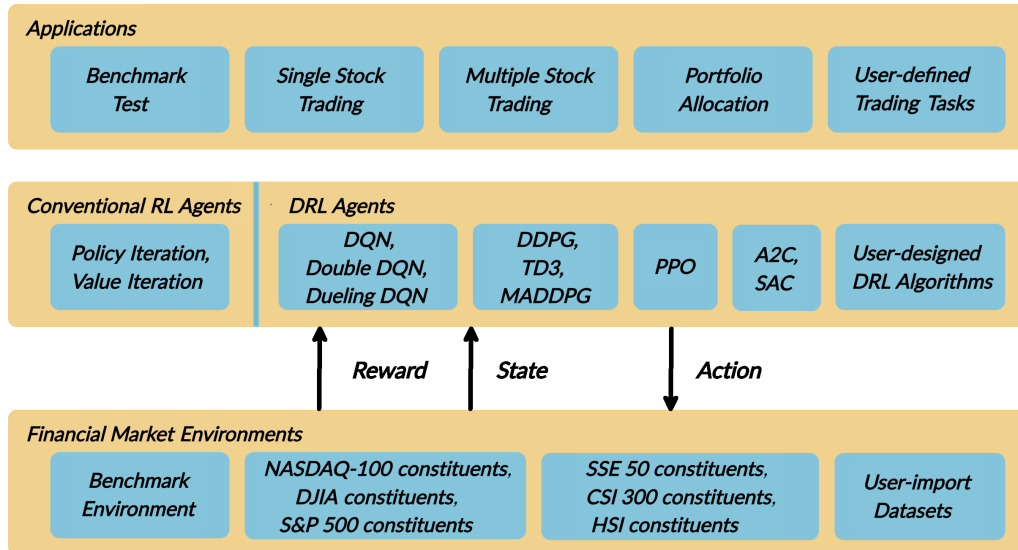 Applications
Benchmark
Test
Single Stock
Trading
Multiple Stock
Trading
Portfolio
Allocation
User-defined
Trading Tasks
Conventional RL Agents
Policy Iteration,
Value Iteration
DRL Agents
DQN,
Double DQN,
Dueling DQN
DDPG,
TD3,
MADDPG
PPO
A2C,
SAC
User-designed
DRL Algorithms
Reward
State
Action
Financial Market Environments
Benchmark
Environment
NASDAQ-100 constituents,
DJIA constituents,
S&P 500 constituents
SSE 50 constituents,
CSI 300 constituents,
HSI constituents
User-import
Datasets